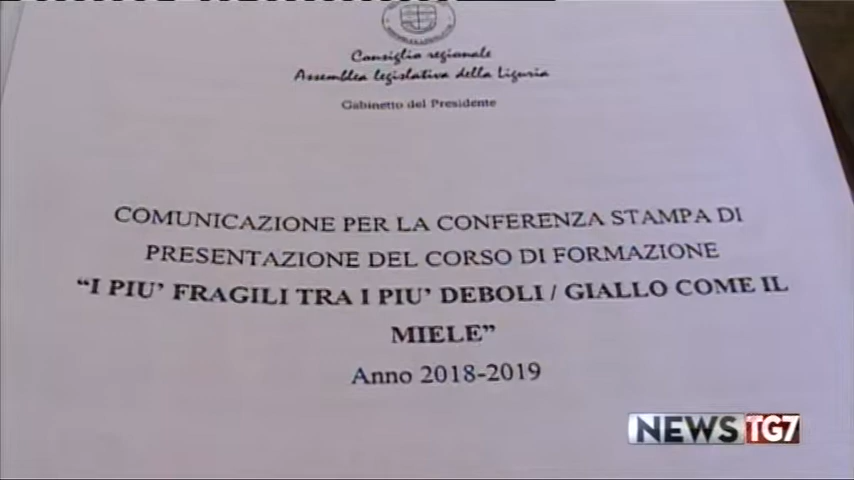 Consiglio regionale
Assemblea legislativa della Liguria
Gabinetto del Presidente
COMUNICAZIONE PER LA CONFERENZA STAMPA DI
PRESENTAZIONE DEL CORSO DI FORMAZIONE
“I PIU’ FRAGILI TRA I PIU’ DEBOLI / GIALLO COME IL
MIELE”
Anno 2018-2019
NEWS TG7